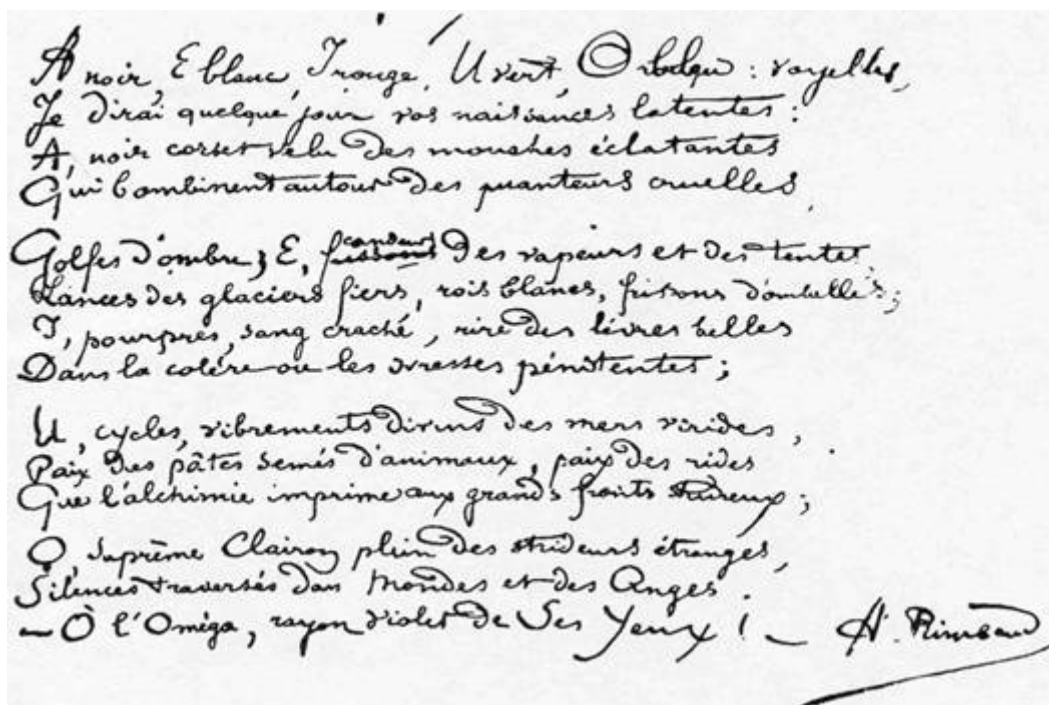 A noir, E blanc, I rouge, U vert, O bleu : voyelles,
Je dirai quelque jour vos naissances latentes :
A, noir corset velu des mouches éclatantes
Qui bombinent autour des puanteurs cruelles,
Golfes d'ombre ; E, frissons candeurs des vapeurs et des tentes,
Lances des glaciers fiers, rois blancs, frissons d'ombelles ;
I, pourpres, sang craché, rire des lèvres belles
Dans la colère ou les ivresses pénitentes ;
U, cycles, vibrements divins des mers virides,
Paix des pâtis semés d'animaux, paix des rides
Que l'alchimie imprime aux grands fronts studieux ;
O, suprême Clairon plein des strideurs étranges,
Silences traversés des Mondes et des Anges :
— O l'Oméga, rayon violet de Ses Yeux ! — A. Rimbaud